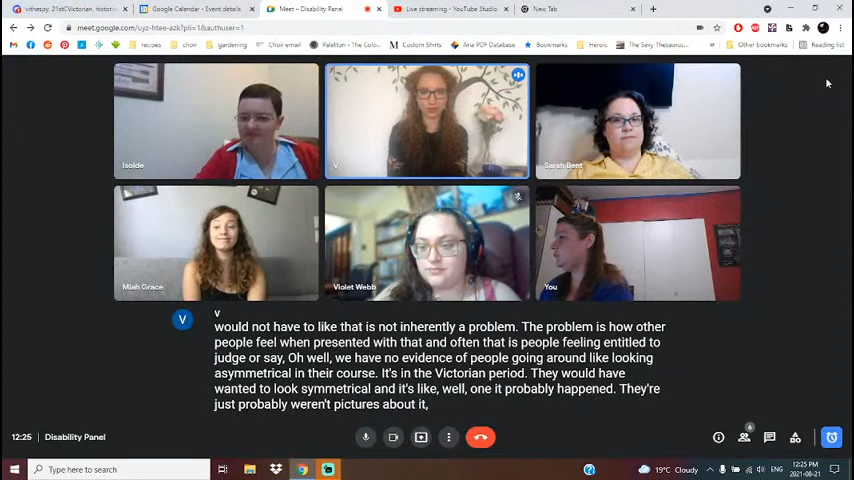 vithespy, 21stCVictorian, historic
Google Calendar - Event details
Meet – Disability Panel
Live streaming - YouTube Studio
New Tab
meet.google.com/uyz-htee-azk?pli=1&authuser=1
recipes
choir
gardening
Choir email
Paletton - The Colo...
Custom Shirts
Aria PDF Database
Bookmarks
Heroic
The Sexy Thesaurus...
Other bookmarks
Reading list
Isolde
V
Sarah Bent
Miah Grace
Violet Webb
You
V
V
would not have to like that is not inherently a problem. The problem is how other
people feel when presented with that and often that is people feeling entitled to
judge or say, Oh well, we have no evidence of people going around like looking
asymmetrical in their course. It's in the Victorian period. They would have
wanted to look symmetrical and it's like, well, one it probably happened. They're
just probably weren't pictures about it,
12:25
Disability Panel
6
Type here to search
19°C Cloudy
ENG
12:25 PM
2021-08-21